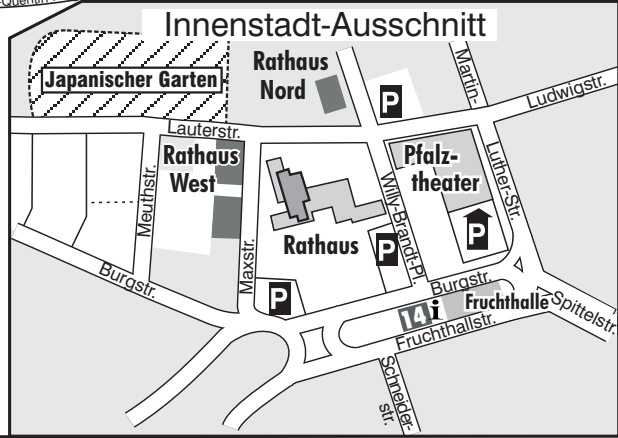 -Quentin-
Innenstadt-Ausschnitt
Rathaus
Nord
Japanischer Garten
P
Martin-
Luther-Str.
Ludwigstr.
Lauterstr.
Rathaus
West
Pfalz-
theater
Meuthstr.
Maxstr.
Willy-Brandt-Pl.
Rathaus
P
P
P
Burgstr.
Burgstr.
14 i
Fruchthalle
Fruchthallstr.
Spittelstr.
Schneider-
str.